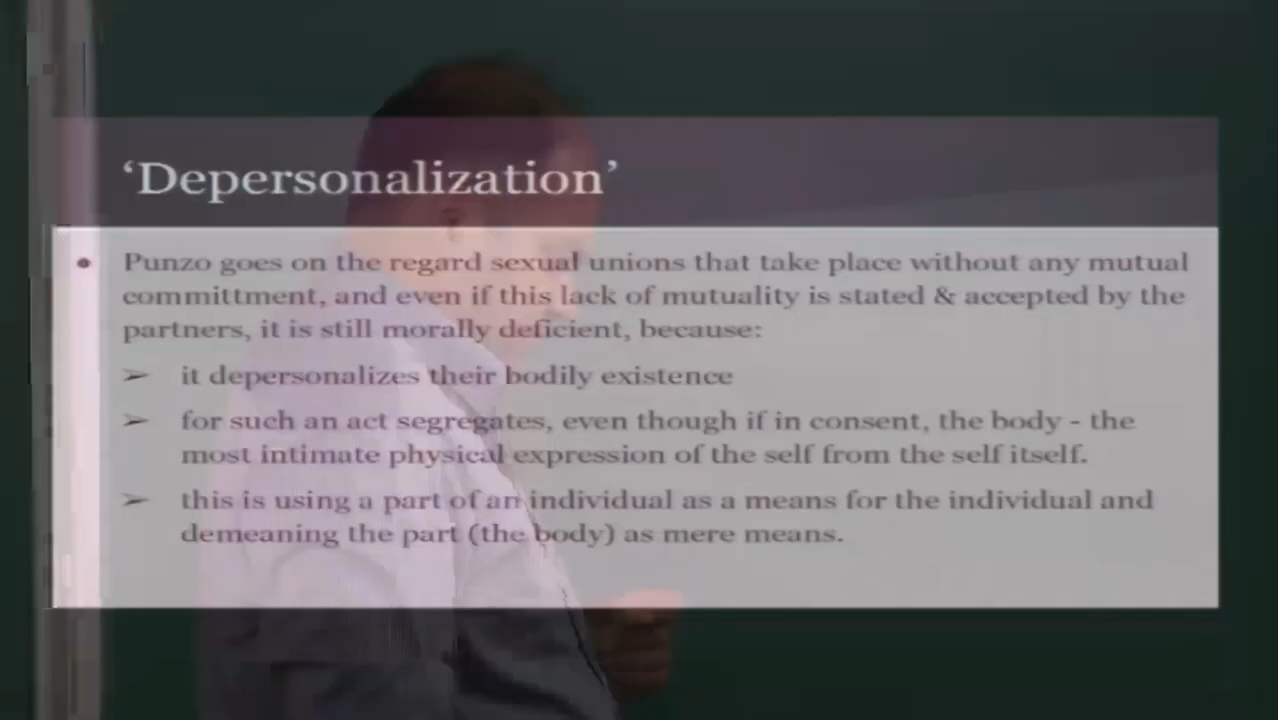 ‘Depersonalization’
• Punzo goes on the regard sexual unions that take place without any mutual
committment, and even if this lack of mutuality is stated & accepted by the
partners, it is still morally deficient, because:
➢ it depersonalizes their bodily existence
➢ for such an act segregates, even though if in consent, the body - the
most intimate physical expression of the self from the self itself.
➢ this is using a part of an individual as a means for the individual and
demeaning the part (the body) as mere means.